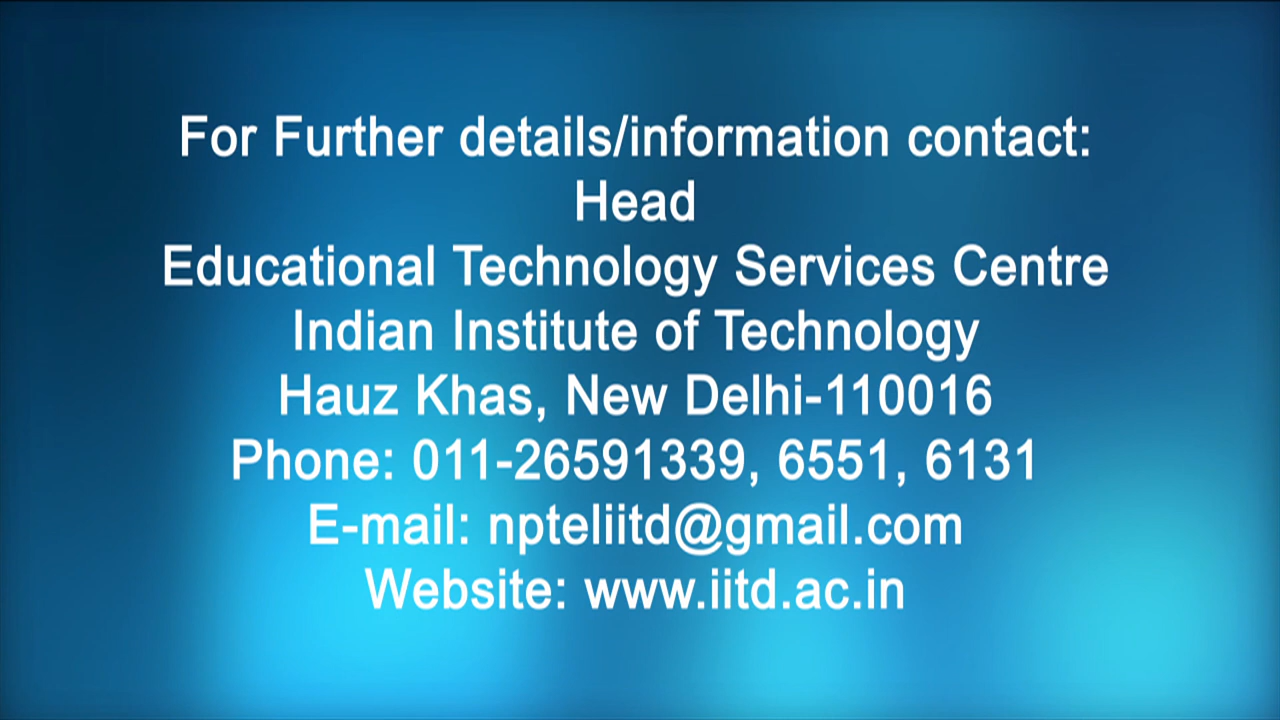 For Further details/information contact:
Head
Educational Technology Services Centre
Indian Institute of Technology
Hauz Khas, New Delhi-110016
Phone: 011-26591339, 6551, 6131
E-mail: npteliitd@gmail.com
Website: www.iitd.ac.in